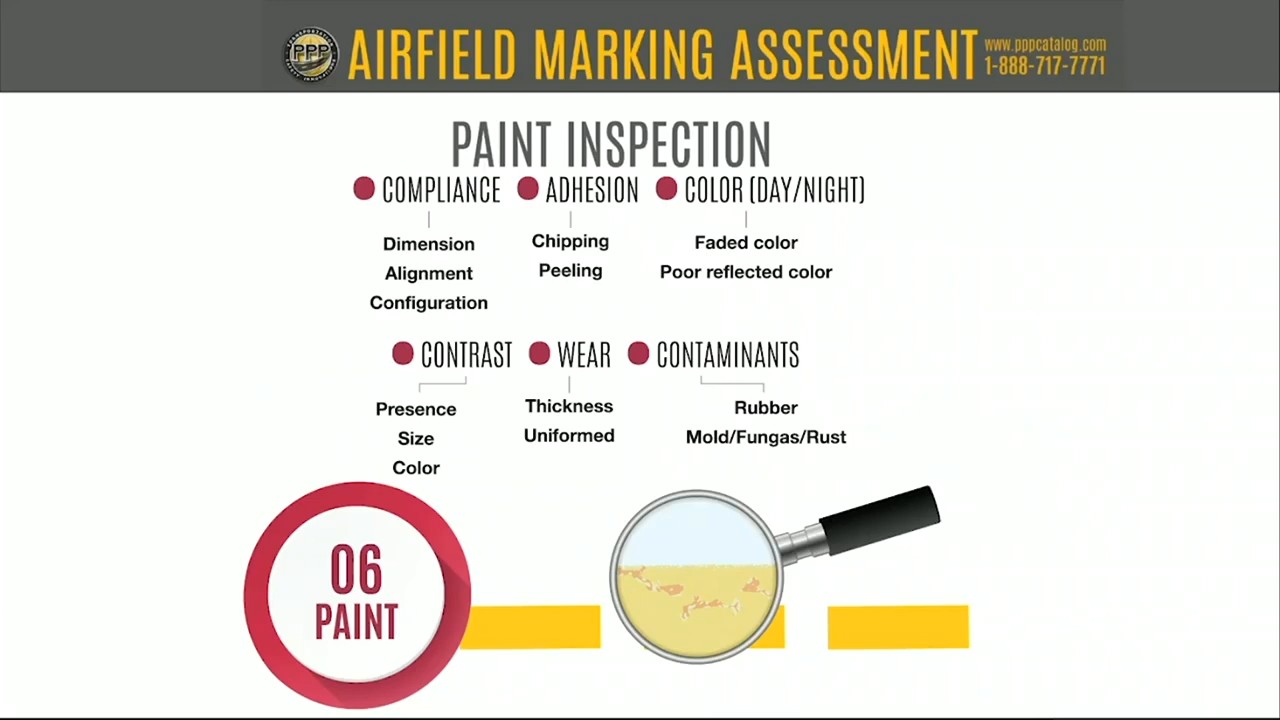 PPP
AIRFIELD MARKING ASSESSMENT
www.pppcatalog.com
1-888-717-7771
PAINT INSPECTION
COMPLIANCE
ADHESION
COLOR (DAY/NIGHT)
Dimension
Alignment
Configuration
Chipping
Peeling
Faded color
Poor reflected color
CONTRAST
WEAR
CONTAMINANTS
Presence
Size
Color
Thickness
Uniformed
Rubber
Mold/Fungas/Rust
06
PAINT